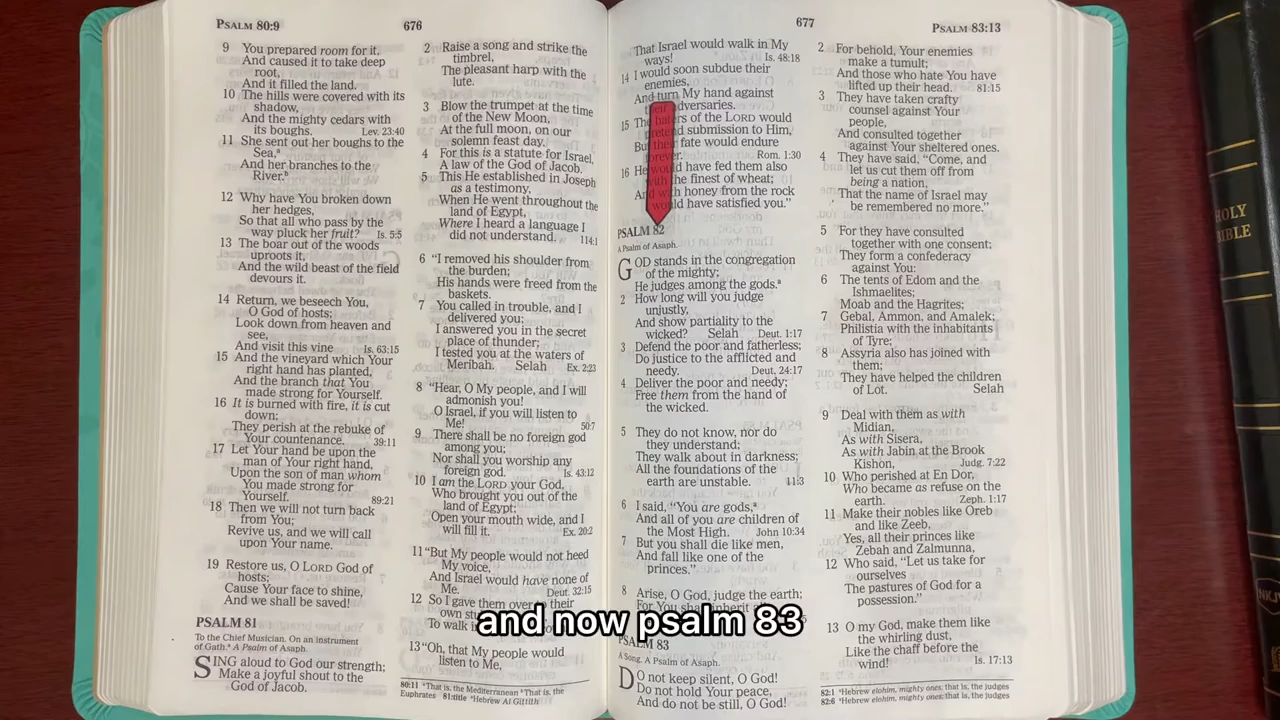 PSALM 80:9
676
9 You prepared room for it,
And caused it to take deep
root,
And it filled the land.
10 The hills were covered with its
shadow,
And the mighty cedars with
its boughs. Lev. 23:40
11 She sent out her boughs to the
Sea,ᵃ
And her branches to the
River.ᵇ
12 Why have You broken down
her hedges,
So that all who pass by the
way pluck her fruit? Is. 5:5
13 The boar out of the woods
uproots it,
And the wild beast of the field
devours it.
14 Return, we beseech You,
O God of hosts;
Look down from heaven and
see,
And visit this vine Is. 63:15
15 And the vineyard which Your
right hand has planted,
And the branch that You
made strong for Yourself.
16 It is burned with fire, it is cut
down;
They perish at the rebuke of
Your countenance. 39:11
17 Let Your hand be upon the
man of Your right hand,
Upon the son of man whom
You made strong for
Yourself. 89:21
18 Then we will not turn back
from You;
Revive us, and we will call
upon Your name.
19 Restore us, O LORD God of
hosts;
Cause Your face to shine,
And we shall be saved!
PSALM 81
To the Chief Musician. On an instrument
of Gath.ᵃ A Psalm of Asaph.
SING aloud to God our strength;
Make a joyful shout to the
God of Jacob.
2 Raise a song and strike the
timbrel,
The pleasant harp with the
lute.
3 Blow the trumpet at the time
of the New Moon,
At the full moon, on our
solemn feast day.
4 For this is a statute for Israel,
A law of the God of Jacob.
5 This He established in Joseph
as a testimony,
When He went throughout the
land of Egypt,
Where I heard a language I
did not understand. 114:1
6 “I removed his shoulder from
the burden;
His hands were freed from the
baskets.
7 You called in trouble, and I
delivered you;
I answered you in the secret
place of thunder;
I tested you at the waters of
Meribah. Selah Ex. 2:23
8 “Hear, O My people, and I will
admonish you!
O Israel, if you will listen to
Me! 50:7
9 There shall be no foreign god
among you;
Nor shall you worship any
foreign god. Is. 43:12
10 I am the LORD your God,
Who brought you out of the
land of Egypt;
Open your mouth wide, and I
will fill it. Ex. 20:2
11 “But My people would not heed
My voice,
And Israel would have none of
Me. Deut. 32:15
12 So I gave them over to their
own
To walk in
13 “Oh, that My people would
listen to Me,
80:11 ᵃThat is, the Mediterranean ᵇThat is, the
Euphrates 81:title ᵃHebrew Al Gittith
677
PSALM 83:13
That Israel would walk in My
ways! Is. 48:18
14 I would soon subdue their
enemies,
And turn My hand against
adversaries.
15 The haters of the LORD would
pretend submission to Him,
But their fate would endure
forever. Rom. 1:30
16 He would have fed them also
with the finest of wheat;
And with honey from the rock
would have satisfied you.”
PSALM 82
A Psalm of Asaph.
GOD stands in the congregation
of the mighty;
He judges among the gods.ᵃ
2 How long will you judge
unjustly,
And show partiality to the
wicked? Selah Deut. 1:17
3 Defend the poor and fatherless;
Do justice to the afflicted and
needy. Deut. 24:17
4 Deliver the poor and needy;
Free them from the hand of
the wicked.
5 They do not know, nor do
they understand;
They walk about in darkness;
All the foundations of the
earth are unstable. 11:3
6 I said, “You are gods,ᵃ
And all of you are children of
the Most High. John 10:34
7 But you shall die like men,
And fall like one of the
princes.”
8 Arise, O God, judge the earth;
For You shall inherit
and now psalm 83
PSALM 83
A Song. A Psalm of Asaph.
DO not keep silent, O God!
Do not hold Your peace,
And do not be still, O God!
2 For behold, Your enemies
make a tumult;
And those who hate You have
lifted up their head. 81:15
3 They have taken crafty
counsel against Your
people,
And consulted together
against Your sheltered ones.
4 They have said, “Come, and
let us cut them off from
being a nation,
That the name of Israel may
be remembered no more.”
5 For they have consulted
together with one consent;
They form a confederacy
against You:
6 The tents of Edom and the
Ishmaelites;
Moab and the Hagrites;
7 Gebal, Ammon, and Amalek;
Philistia with the inhabitants
of Tyre;
8 Assyria also has joined with
them;
They have helped the children
of Lot. Selah
9 Deal with them as with
Midian,
As with Sisera,
As with Jabin at the Brook
Kishon, Judg. 7:22
10 Who perished at En Dor,
Who became as refuse on the
earth. Zeph. 1:17
11 Make their nobles like Oreb
and like Zeeb,
Yes, all their princes like
Zebah and Zalmunna,
12 Who said, “Let us take for
ourselves
The pastures of God for a
possession.”
13 O my God, make them like
the whirling dust,
Like the chaff before the
wind! Is. 17:13
82:1 ᵃHebrew elohim, mighty ones; that is, the judges
82:6 ᵃHebrew elohim, mighty ones; that is, the judges
HOLY
BIBLE
NKJV